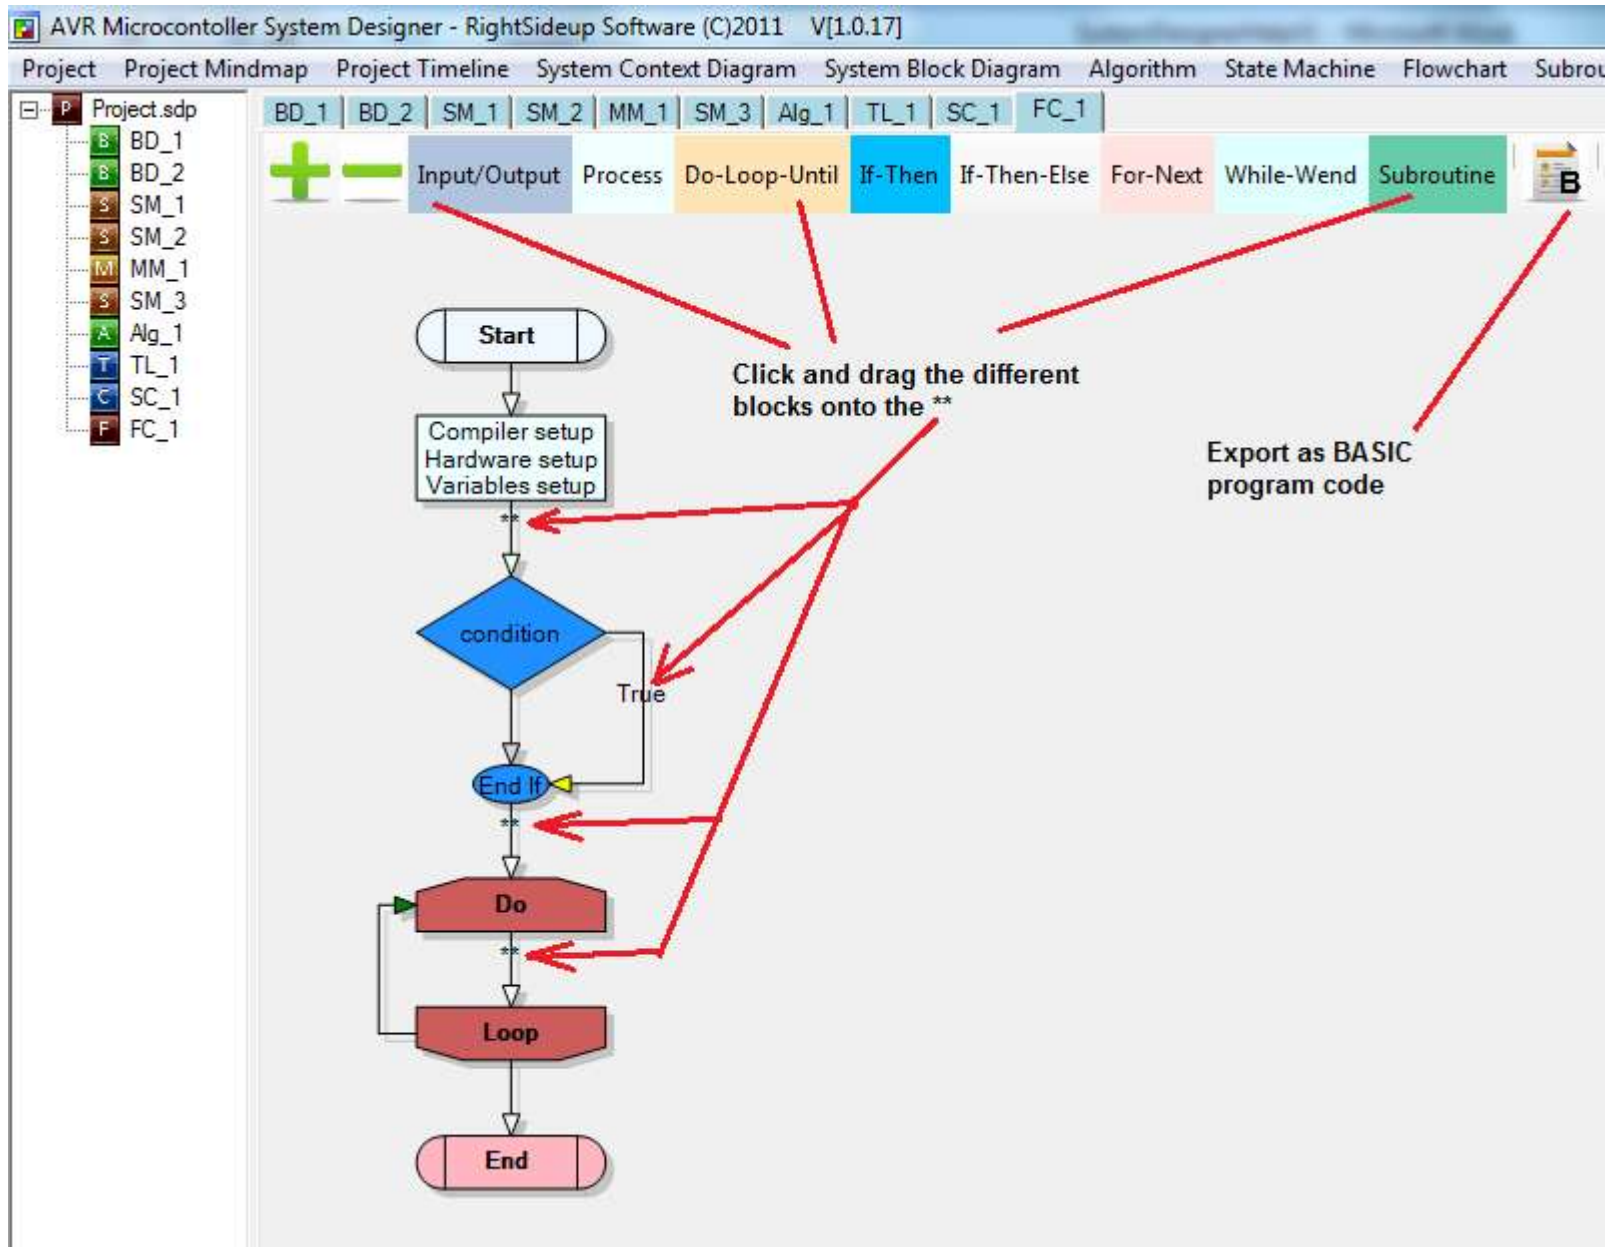 AVR Microcontoller System Designer - RightSideup Software (C)2011 V[1.0.17]
Project Project Mindmap Project Timeline System Context Diagram System Block Diagram Algorithm State Machine Flowchart Subrou
P Project.sdp
B BD_1
B BD_2
S SM_1
S SM_2
M MM_1
S SM_3
A Alg_1
T TL_1
C SC_1
F FC_1
BD_1 BD_2 SM_1 SM_2 MM_1 SM_3 Alg_1 TL_1 SC_1 FC_1
Input/Output Process Do-Loop-Until If-Then If-Then-Else For-Next While-Wend Subroutine B
Start
Click and drag the different
blocks onto the **
Export as BASIC
program code
Compiler setup
Hardware setup
Variables setup
**
condition
True
End If
**
Do
**
Loop
End